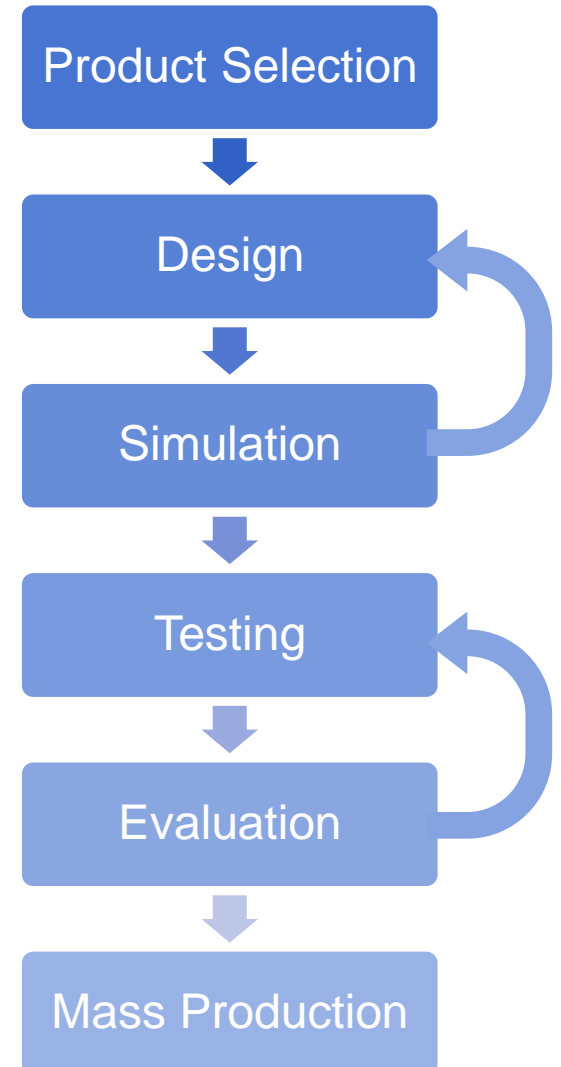 Product Selection
Design
Simulation
Testing
Evaluation
Mass Production